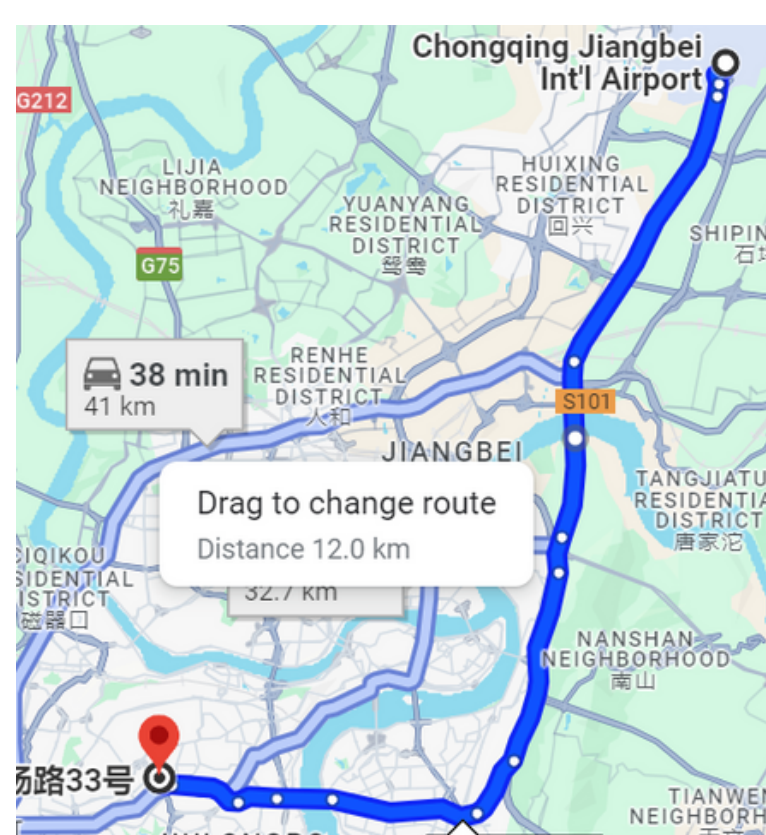 Chongqing Jiangbei
Int'l Airport
G212
LIJIA
NEIGHBORHOOD
礼嘉
HUIXING
RESIDENTIAL
DISTRICT
回兴
YUANYANG
RESIDENTIAL
DISTRICT
鸳鸯
SHIPIN
G75
38 min
41 km
RENHE
RESIDENTIAL
DISTRICT
人和
S101
JIANGBEI
Drag to change route
Distance 12.0 km
32.7 km
TANGJIATU
RESIDENTIA
DISTRICT
唐家沱
CIQIKOU
SIDENTIAL
ISTRICT
磁器口
NANSHAN
NEIGHBORHOOD
南山
路33号
TIANWEN
NEIGHBORH